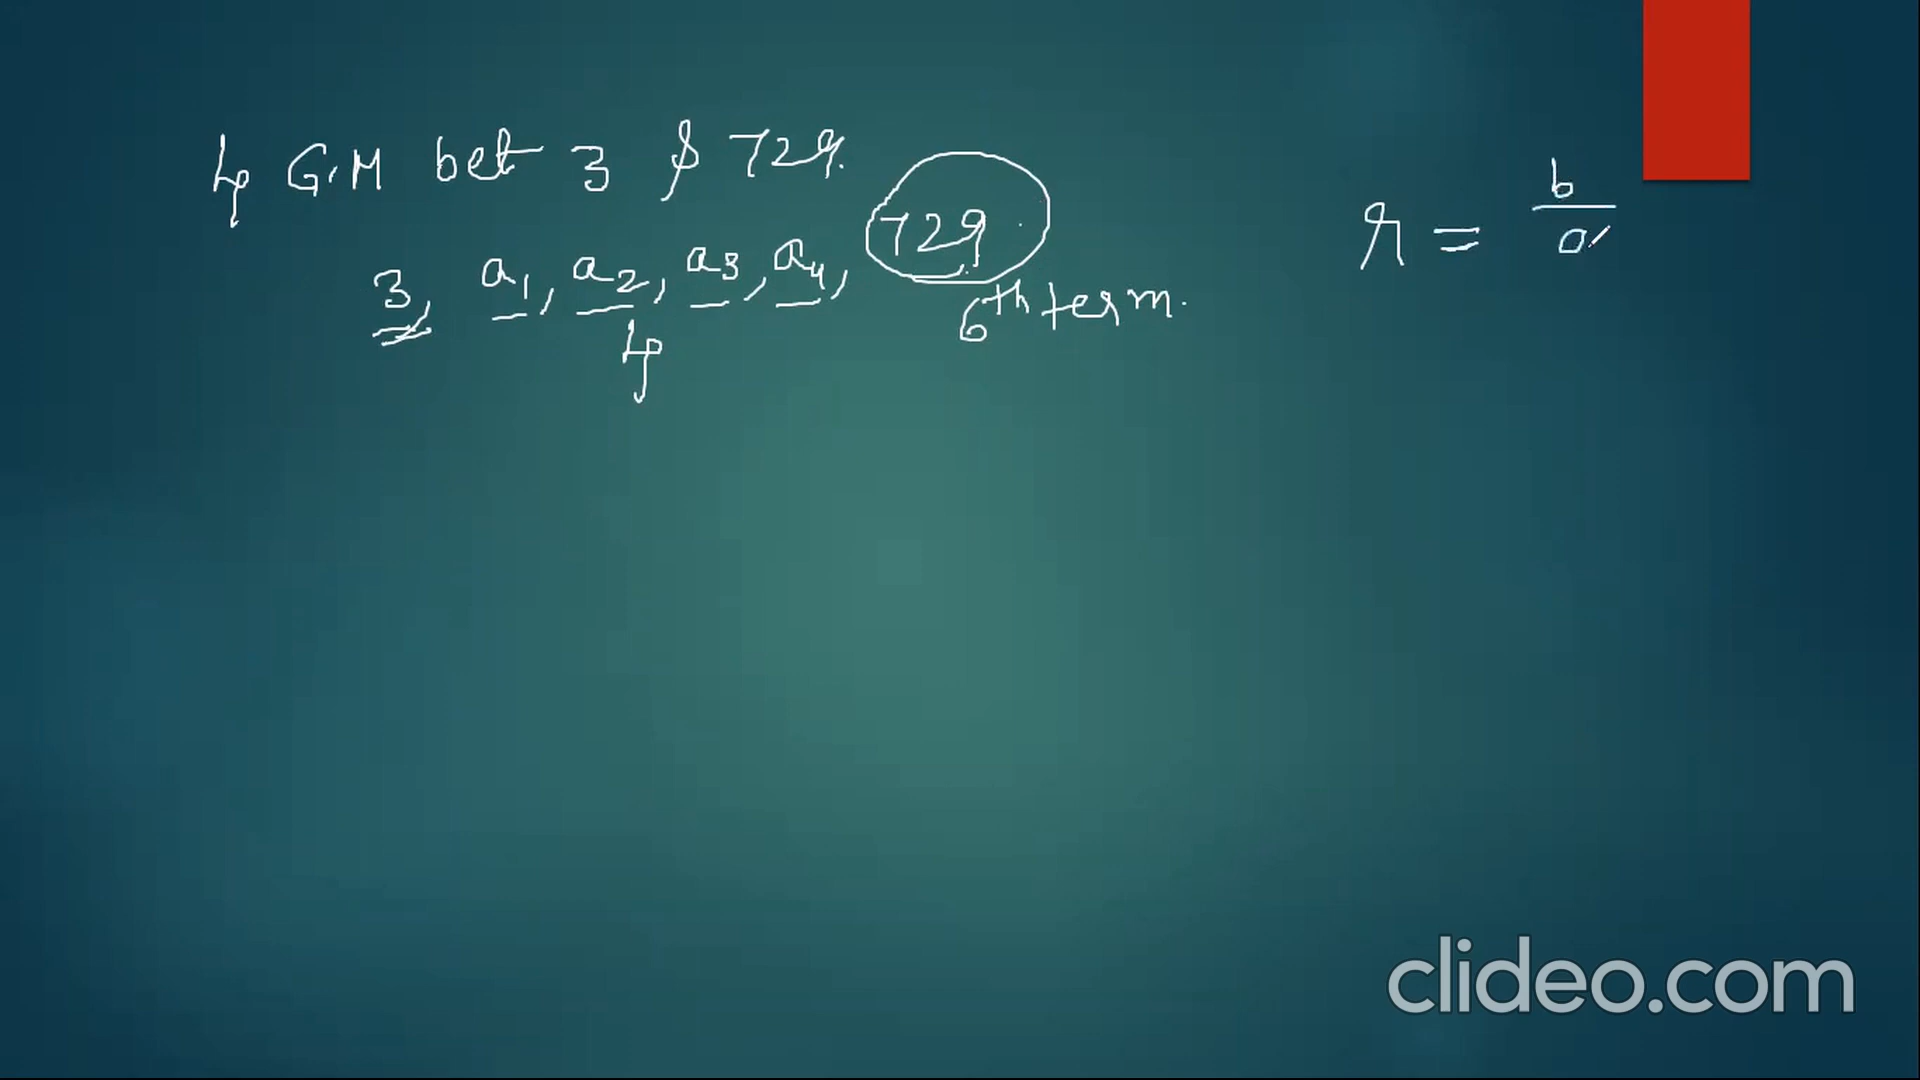 4 G.M bet 3 $ 729.
3, a1, a2, a3, a4, 729
4
6th term.
r = b/a
clideo.com